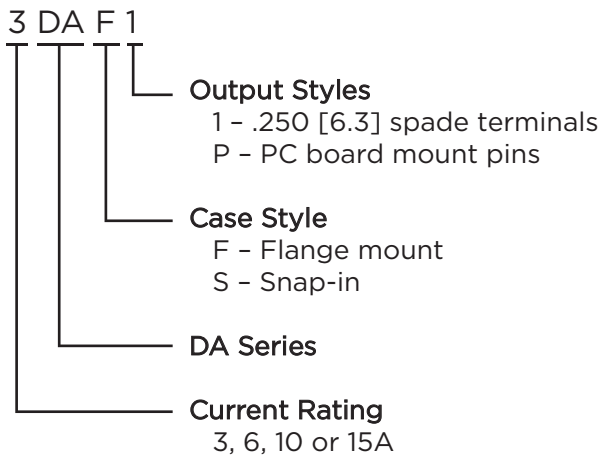 3 DA F 1
Output Styles
1 – .250 [6.3] spade terminals
P – PC board mount pins
Case Style
F – Flange mount
S – Snap-in
DA Series
Current Rating
3, 6, 10 or 15A